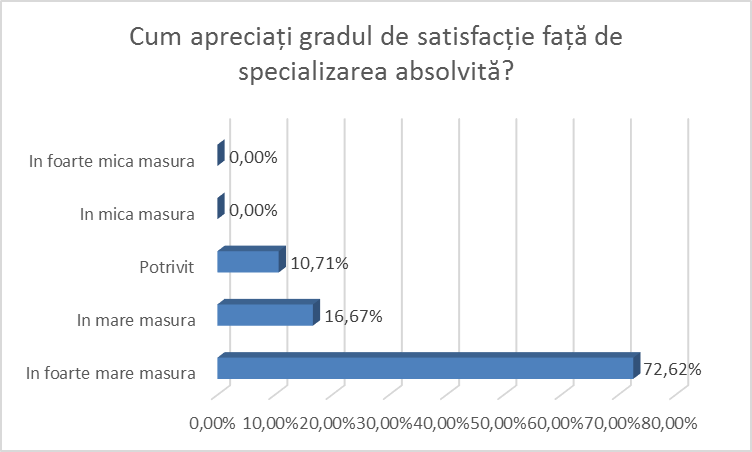 Cum apreciați gradul de satisfacție față de
specializarea absolvită?
In foarte mica masura 0,00%
In mica masura 0,00%
Potrivit 10,71%
In mare masura 16,67%
In foarte mare masura 72,62%
0,00% 10,00% 20,00% 30,00% 40,00% 50,00% 60,00% 70,00% 80,00%